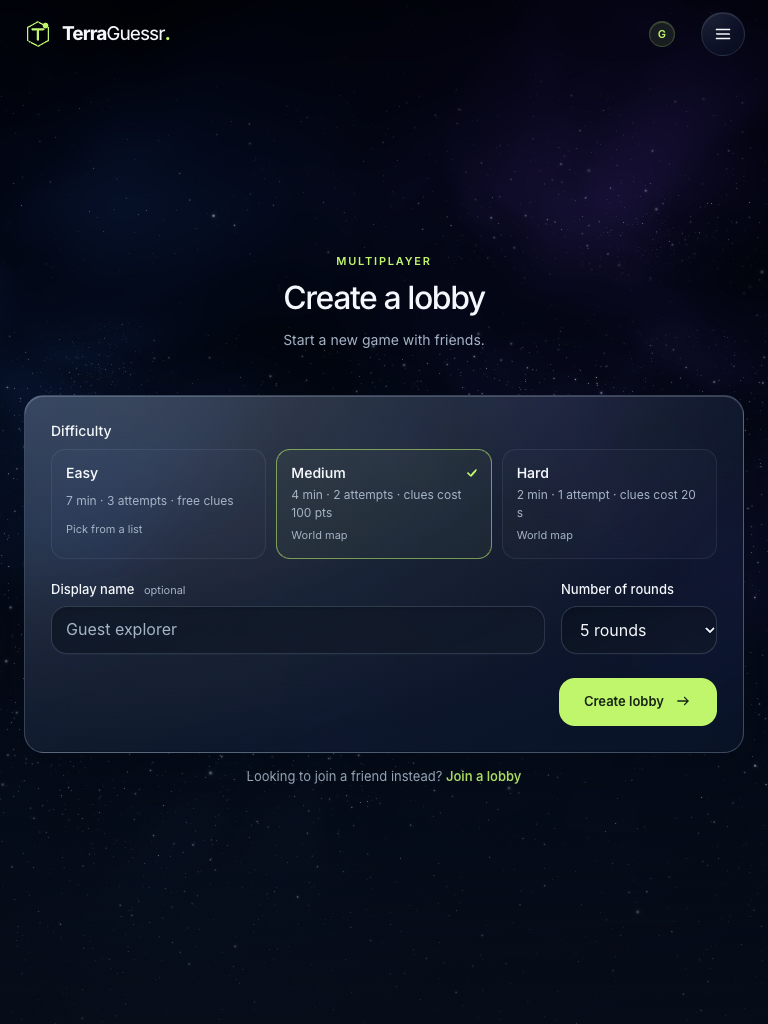 TerraGuessr.
G
MULTIPLAYER
Create a lobby
Start a new game with friends.
Difficulty
Easy
7 min · 3 attempts · free clues
Pick from a list
Medium
4 min · 2 attempts · clues cost
100 pts
World map
Hard
2 min · 1 attempt · clues cost 20
s
World map
Display name optional
Guest explorer
Number of rounds
5 rounds
Create lobby →
Looking to join a friend instead? Join a lobby